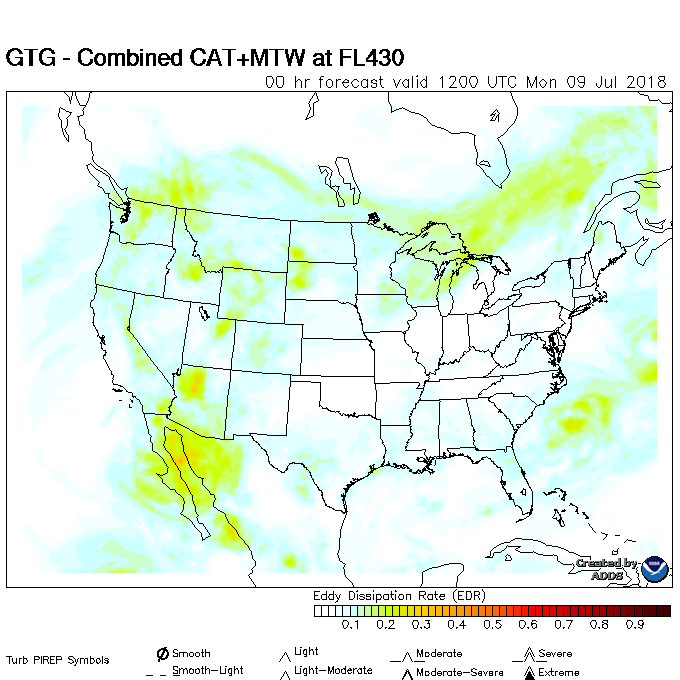 GTG - Combined CAT+MTW at FL430
00 hr forecast valid 1200 UTC Mon 09 Jul 2018
Created by
ADDS
Eddy Dissipation Rate (EDR)
0.1 0.2 0.3 0.4 0.5 0.6 0.7 0.8 0.9
Turb PIREP Symbols
Smooth Light Moderate Severe
Smooth-Light Light-Moderate Moderate-Severe Extreme